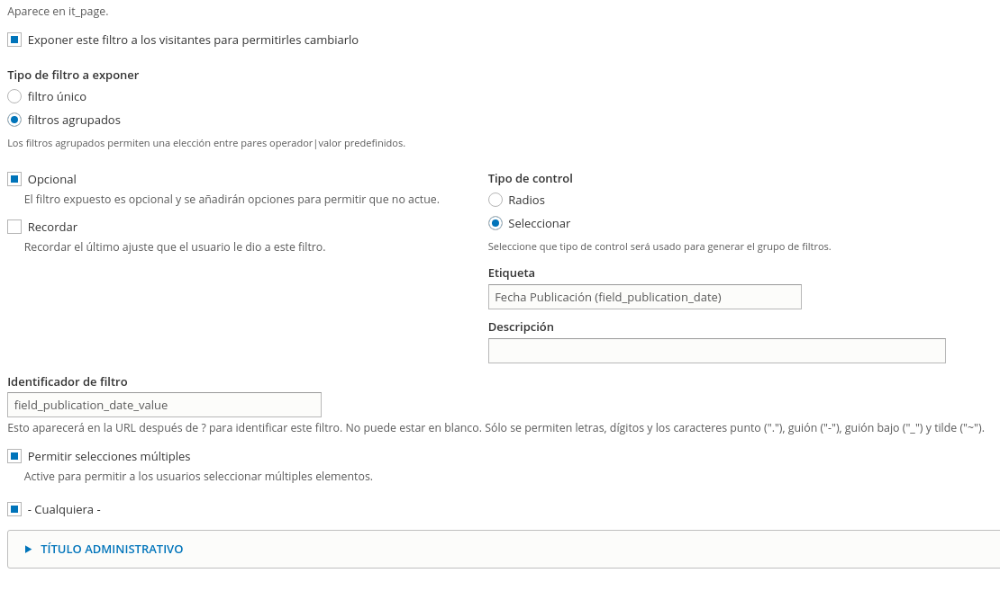 Aparece en it_page.
Exponer este filtro a los visitantes para permitirles cambiarlo
Tipo de filtro a exponer
filtro único
filtros agrupados
Los filtros agrupados permiten una elección entre pares operador|valor predefinidos.
Opcional
El filtro expuesto es opcional y se añadirán opciones para permitir que no actue.
Recordar
Recordar el último ajuste que el usuario le dio a este filtro.
Tipo de control
Radios
Seleccionar
Seleccione que tipo de control será usado para generar el grupo de filtros.
Etiqueta
Fecha Publicación (field_publication_date)
Descripción
Identificador de filtro
field_publication_date_value
Esto aparecerá en la URL después de ? para identificar este filtro. No puede estar en blanco. Sólo se permiten letras, dígitos y los caracteres punto ("."), guión ("-"), guión bajo ("_") y tilde ("~").
Permitir selecciones múltiples
Active para permitir a los usuarios seleccionar múltiples elementos.
- Cualquiera -
TÍTULO ADMINISTRATIVO